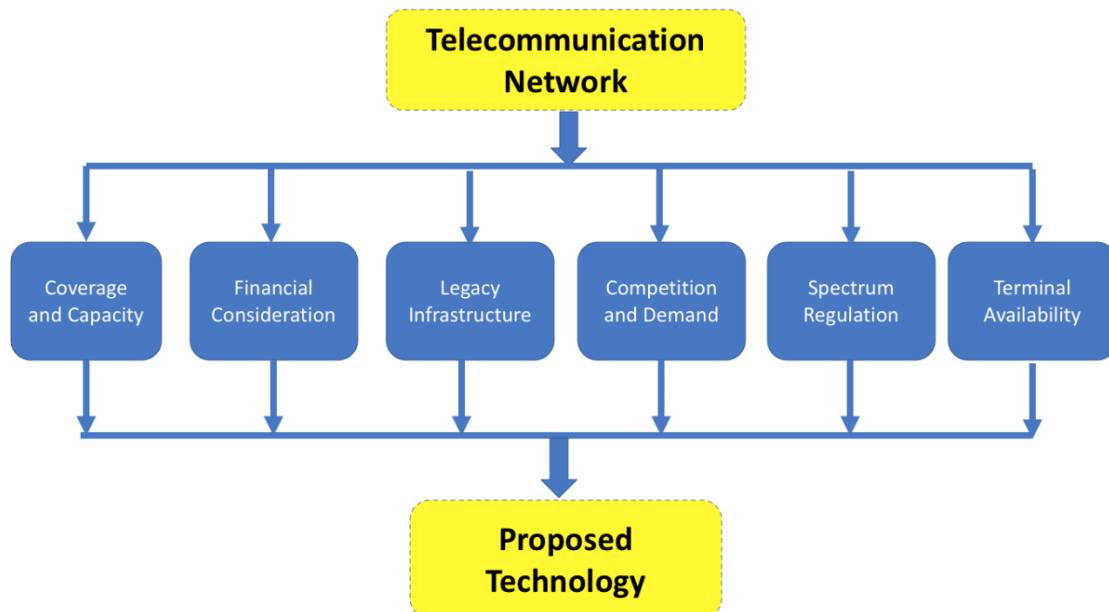 Telecommunication
Network
Coverage
and Capacity
Financial
Consideration
Legacy
Infrastructure
Competition
and Demand
Spectrum
Regulation
Terminal
Availability
Proposed
Technology